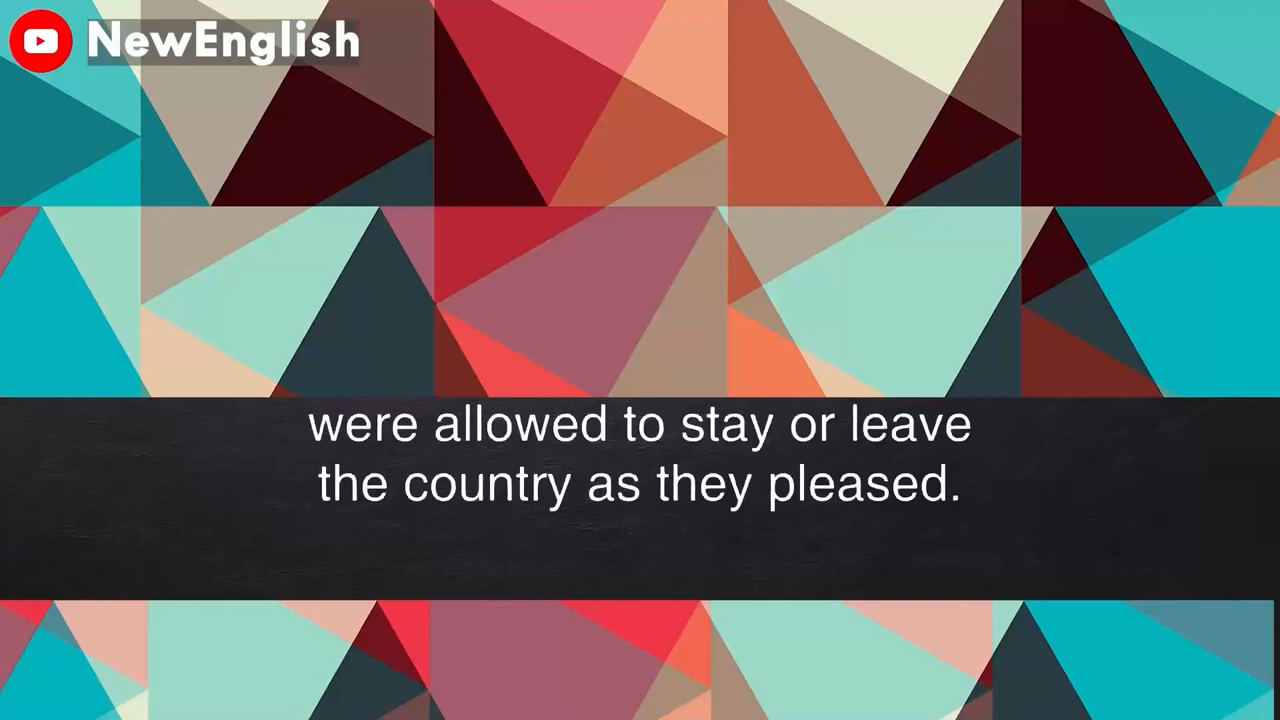 NewEnglish
were allowed to stay or leave
the country as they pleased.